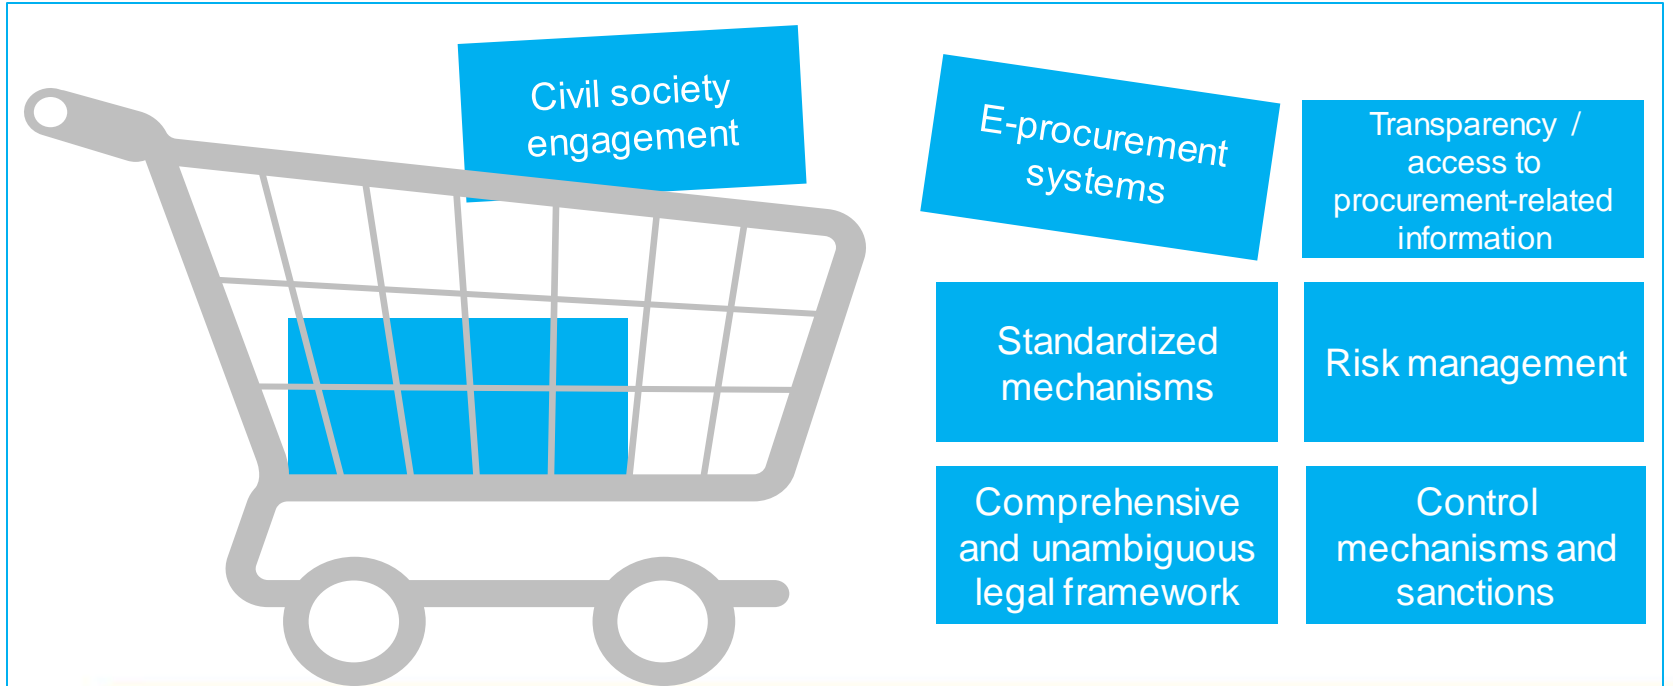 Civil society
engagement
E-procurement
systems
Transparency /
access to
procurement-related
information
Standardized
mechanisms
Risk management
Comprehensive
and unambiguous
legal framework
Control
mechanisms and
sanctions